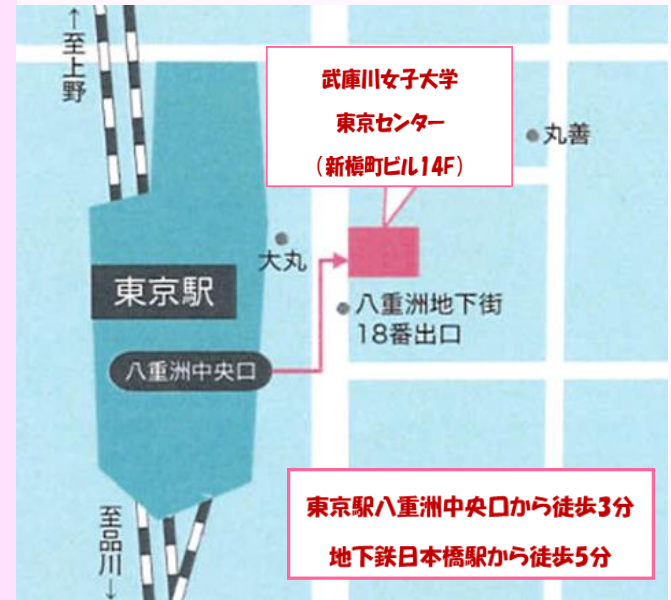 ↑至上野
武庫川女子大学
東京センター
(新槇町ビル14F)
丸善
大丸
東京駅
八重洲地下街
18番出口
八重洲中央口
東京駅八重洲中央口から徒歩3分
地下鉄日本橋駅から徒歩5分
至品川↓